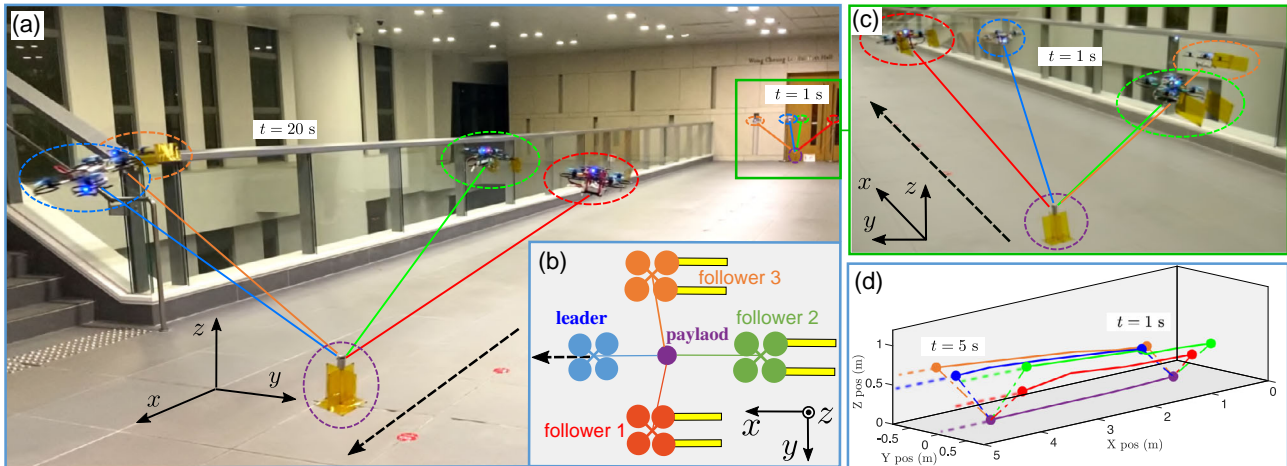 (a)
t = 20 s
t = 1 s
z
y
x
(b)
follower 3
leader
follower 2
paylaod
follower 1
x
z
y
(c)
t = 1 s
x
z
y
(d)
t = 1 s
t = 5 s
Z pos (m)
1
0.5
0
-0.5
0
0.5
Y pos (m)
5
4
3
2
1
0
X pos (m)